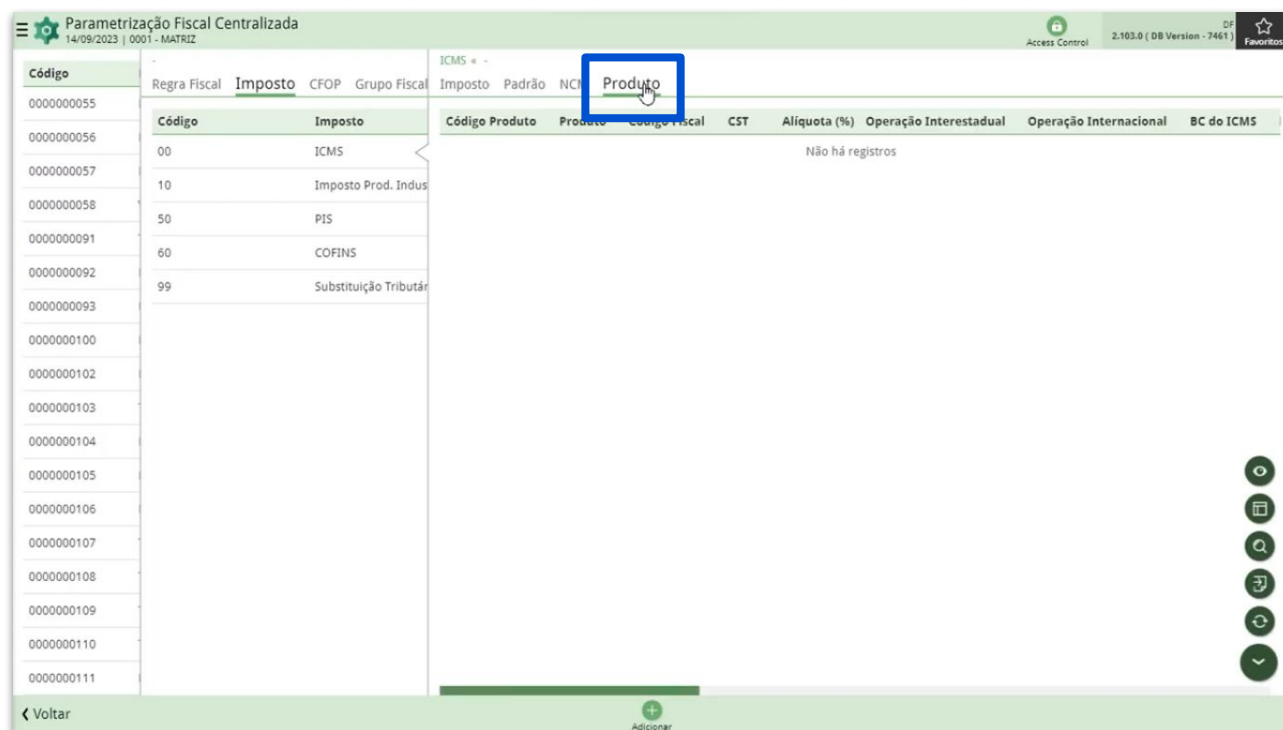 Parametrização Fiscal Centralizada
14/09/2023 | 0001 - MATRIZ
Access Control
DF
2.103.0 ( DB Version - 7461 )
Favoritos
Código
0000000055
0000000056
0000000057
0000000058
0000000091
0000000092
0000000093
0000000100
0000000102
0000000103
0000000104
0000000105
0000000106
0000000107
0000000108
0000000109
0000000110
0000000111
-
Regra Fiscal Imposto CFOP Grupo Fiscal
Código Imposto
00 ICMS
10 Imposto Prod. Indus
50 PIS
60 COFINS
99 Substituição Tributár
ICMS « -
Imposto Padrão NCM Produto
Código Produto Produto Código Fiscal CST Alíquota (%) Operação Interestadual Operação Internacional BC do ICMS
Não há registros
Voltar
Adicionar